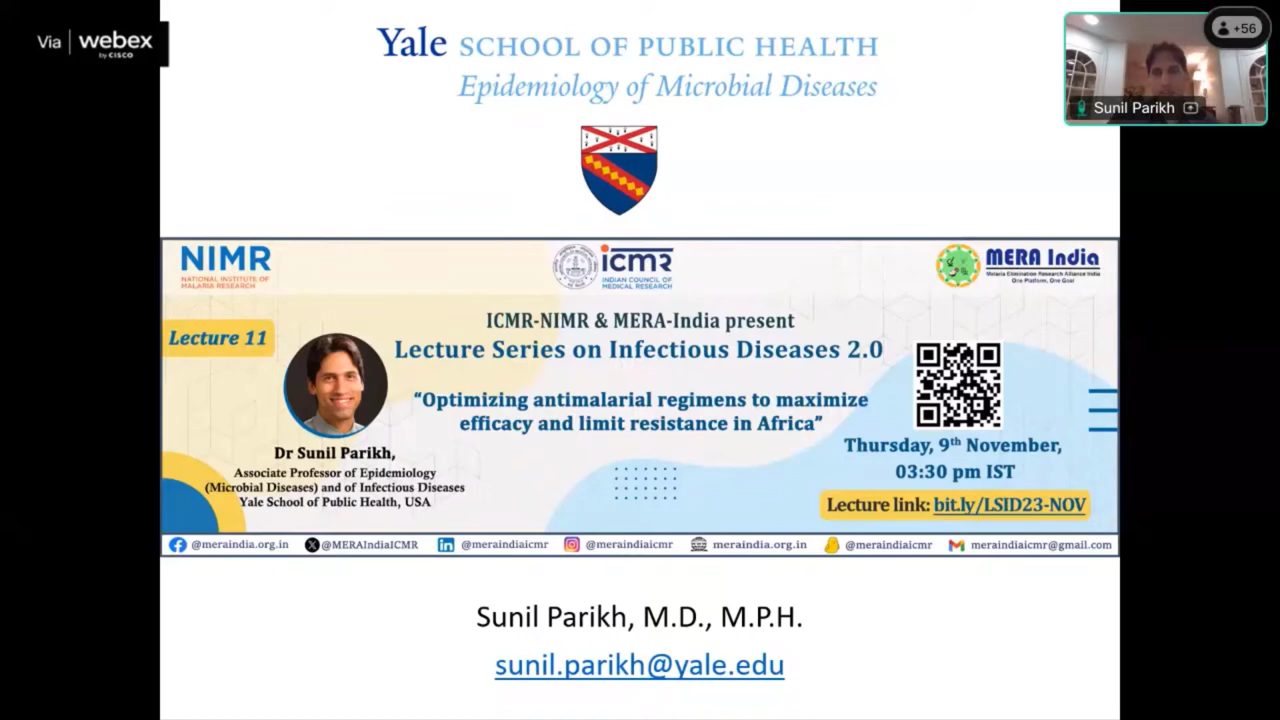 Via webex
by CISCO
Yale SCHOOL OF PUBLIC HEALTH
Epidemiology of Microbial Diseases
+56
Sunil Parikh
NIMR
NATIONAL INSTITUTE OF
MALARIA RESEARCH
icmr
INDIAN COUNCIL OF
MEDICAL RESEARCH
MERA India
Malaria Elimination Research Alliance India
One Platform, One Goal
ICMR-NIMR & MERA-India present
Lecture 11
Lecture Series on Infectious Diseases 2.0
“Optimizing antimalarial regimens to maximize
efficacy and limit resistance in Africa”
Dr Sunil Parikh,
Associate Professor of Epidemiology
(Microbial Diseases) and of Infectious Diseases
Yale School of Public Health, USA
Thursday, 9th November,
03:30 pm IST
Lecture link: bit.ly/LSID23-NOV
@meraindia.org.in @MERAIndiaICMR @meraindiaicmr @meraindiaicmr meraindia.org.in @meraindiaicmr meraindiaicmr@gmail.com
Sunil Parikh, M.D., M.P.H.
sunil.parikh@yale.edu